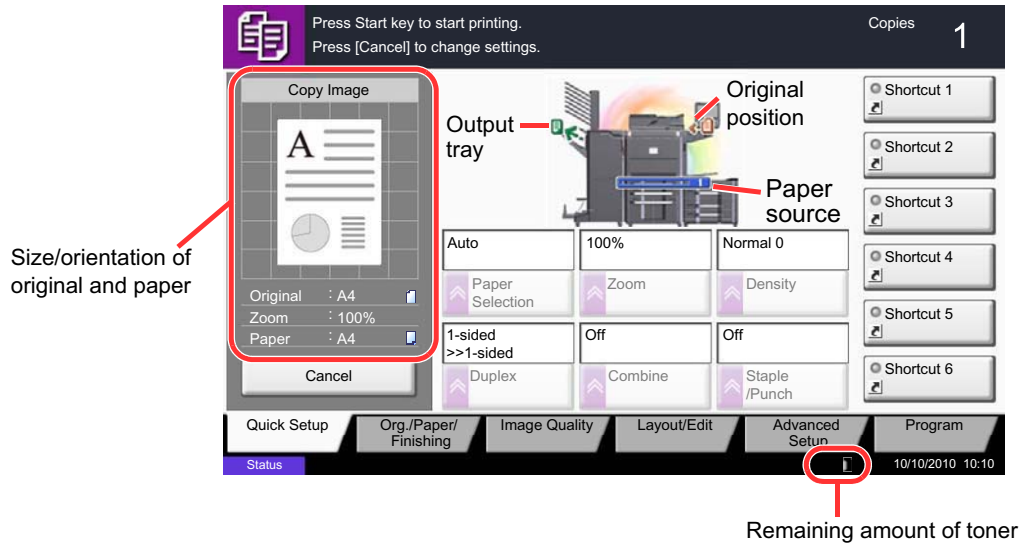 Press Start key to start printing.
Press [Cancel] to change settings.
Copies
1
Copy Image
A
Original : A4
Zoom : 100%
Paper : A4
Cancel
Size/orientation of
original and paper
Output
tray
Original
position
Paper
source
Auto
Paper
Selection
100%
Zoom
Normal 0
Density
1-sided
>>1-sided
Duplex
Off
Combine
Off
Staple
/Punch
Shortcut 1
Shortcut 2
Shortcut 3
Shortcut 4
Shortcut 5
Shortcut 6
Quick Setup
Org./Paper/
Finishing
Image Quality
Layout/Edit
Advanced
Setup
Program
Status
10/10/2010 10:10
Remaining amount of toner